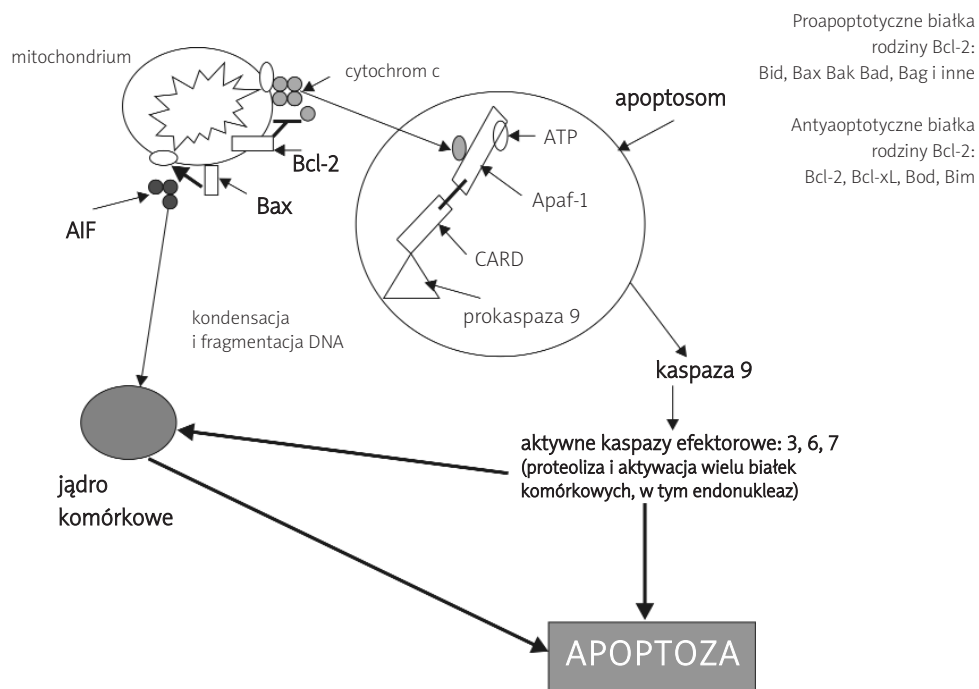 Proapoptotyczne białka
rodziny Bcl-2:
Bid, Bax Bak Bad, Bag i inne
Antyaoptotyczne białka
rodziny Bcl-2:
Bcl-2, Bcl-xL, Bod, Bim
mitochondrium
cytochrom c
apoptosom
ATP
Bcl-2
Bax
Apaf-1
AIF
CARD
prokaspaza 9
kondensacja
i fragmentacja DNA
kaspaza 9
aktywne kaspazy efektorowe: 3, 6, 7
(proteoliza i aktywacja wielu białek
komórkowych, w tym endonukleaz)
jądro
komórkowe
APOPTOZA